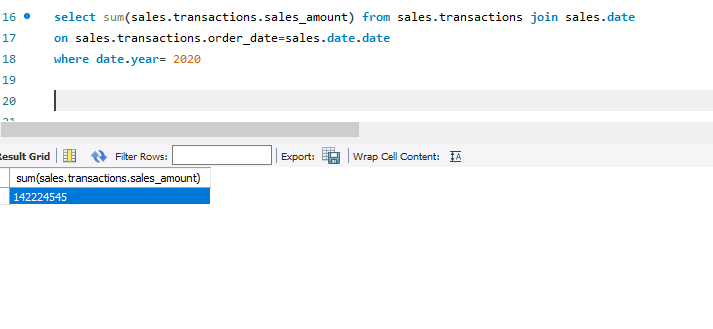 16 select sum(sales.transactions.sales_amount) from sales.transactions join sales.date
17 on sales.transactions.order_date=sales.date.date
18 where date.year= 2020
19
20
Result Grid Filter Rows: Export: Wrap Cell Content:
sum(sales.transactions.sales_amount)
142224545